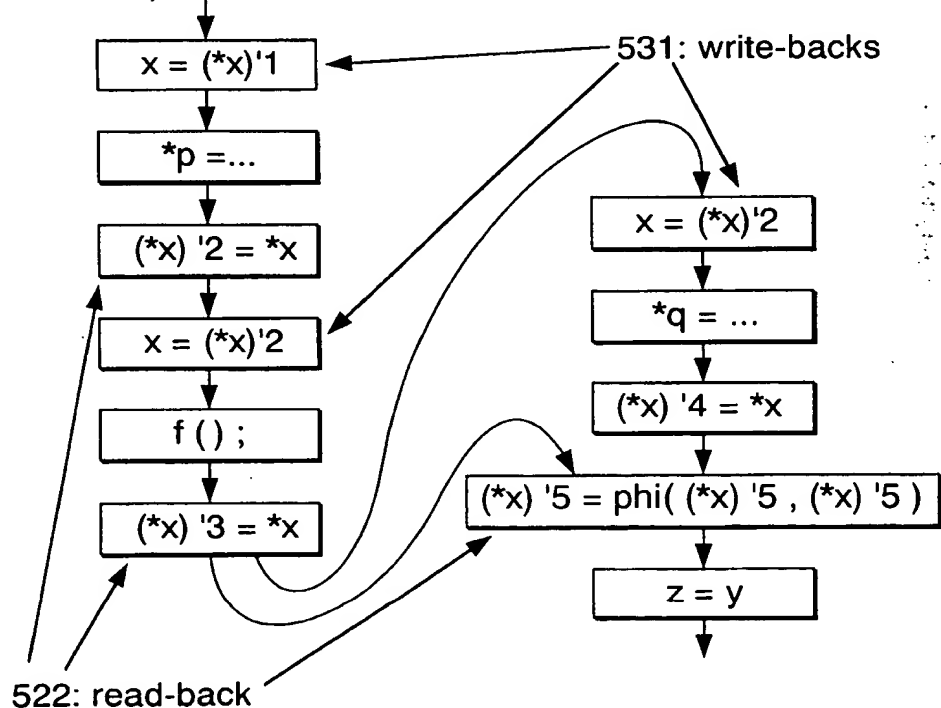 531: write-backs
x = (*x)'1
*p =...
(*x) '2 = *x
x = (*x)'2
f () ;
(*x) '3 = *x
x = (*x)'2
*q = ...
(*x) '4 = *x
(*x) '5 = phi( (*x) '5 , (*x) '5 )
z = y
522: read-back